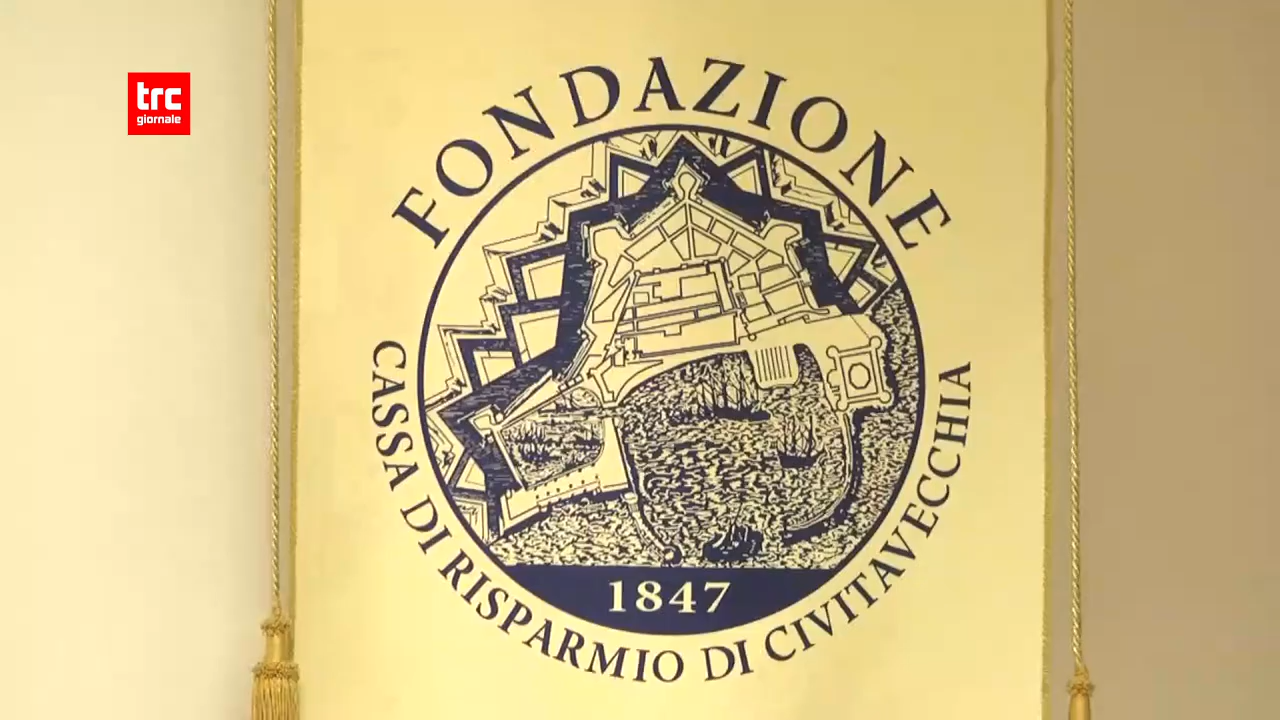 trc
giornale
FONDAZIONE
CASSA DI RISPARMIO DI CIVITAVECCHIA
1847